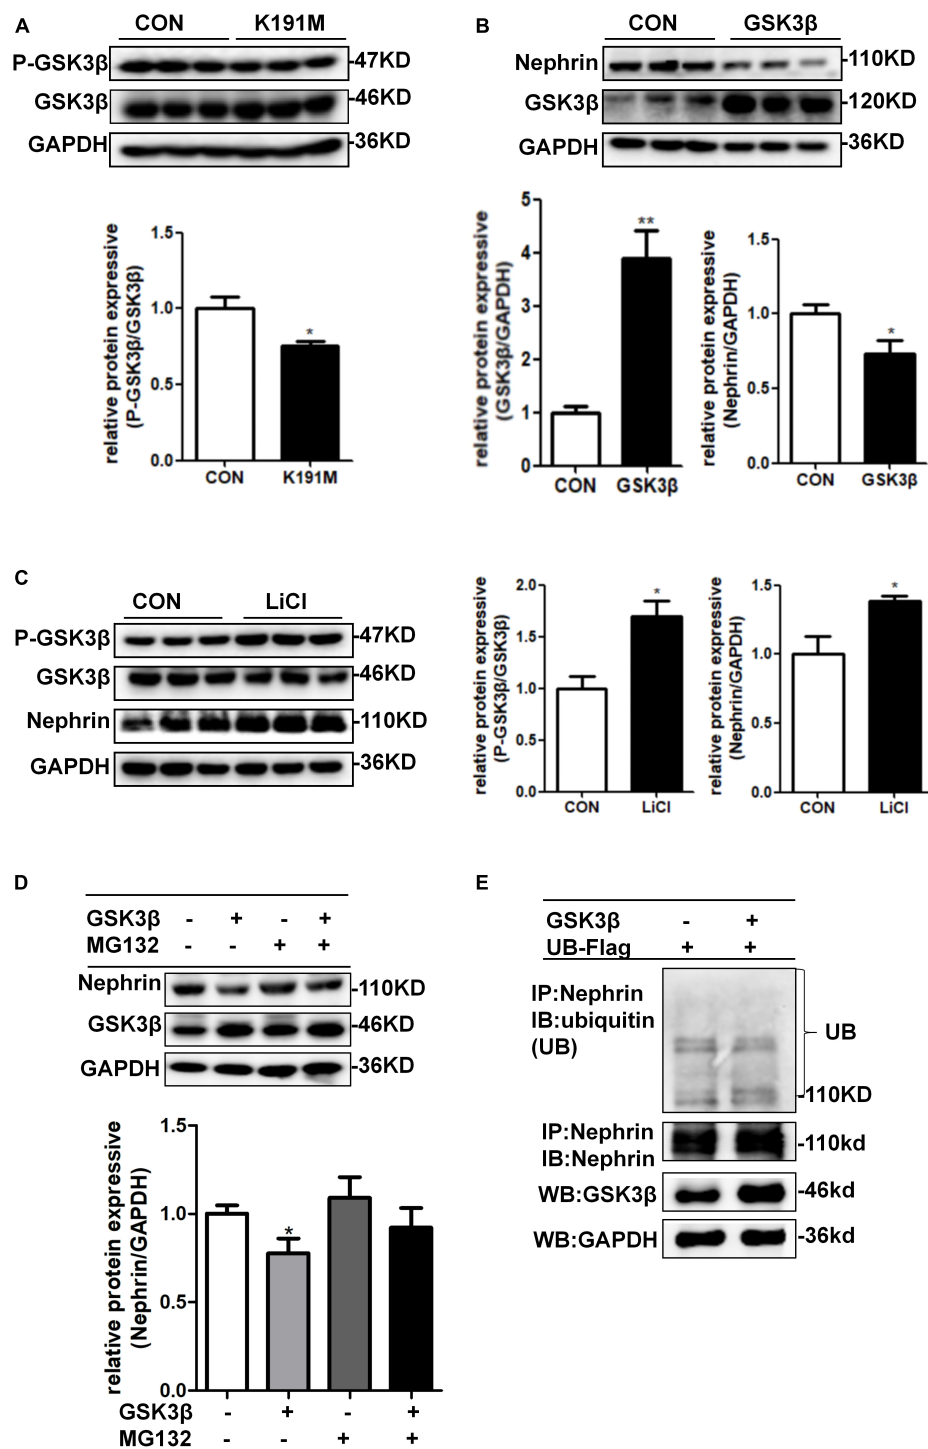 A
CON K191M
P-GSK3β -47KD
GSK3β -46KD
GAPDH -36KD
relative protein expressive
(P-GSK3β/GSK3β)
1.5
1.0
0.5
0.0
*
CON K191M
B
CON GSK3β
Nephrin -110KD
GSK3β -120KD
GAPDH -36KD
relative protein expressive
(GSK3β/GAPDH)
5
4
3
2
1
0
**
CON GSK3β
relative protein expressive
(Nephrin/GAPDH)
1.5
1.0
0.5
0.0
*
CON GSK3β
C
CON LiCl
P-GSK3β -47KD
GSK3β -46KD
Nephrin -110KD
GAPDH -36KD
relative protein expressive
(P-GSK3β/GSK3β)
2.0
1.5
1.0
0.5
0.0
*
CON LiCl
relative protein expressive
(Nephrin/GAPDH)
1.5
1.0
0.5
0.0
*
CON LiCl
D
GSK3β - + - +
MG132 - - + +
Nephrin -110KD
GSK3β -46KD
GAPDH -36KD
relative protein expressive
(Nephrin/GAPDH)
1.5
1.0
0.5
0.0
*
GSK3β - + - +
MG132 - - + +
E
GSK3β - +
UB-Flag + +
IP:Nephrin
IB:ubiquitin
(UB)
UB
-110KD
IP:Nephrin
IB:Nephrin
-110kd
WB:GSK3β -46kd
WB:GAPDH -36kd